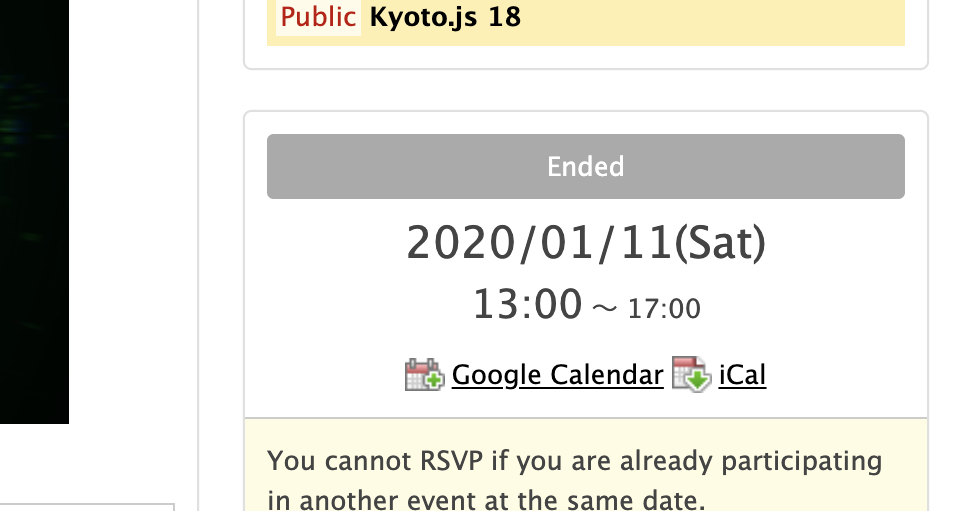 Public Kyoto.js 18
Ended
2020/01/11(Sat)
13:00 ～ 17:00
Google Calendar iCal
You cannot RSVP if you are already participating
in another event at the same date.